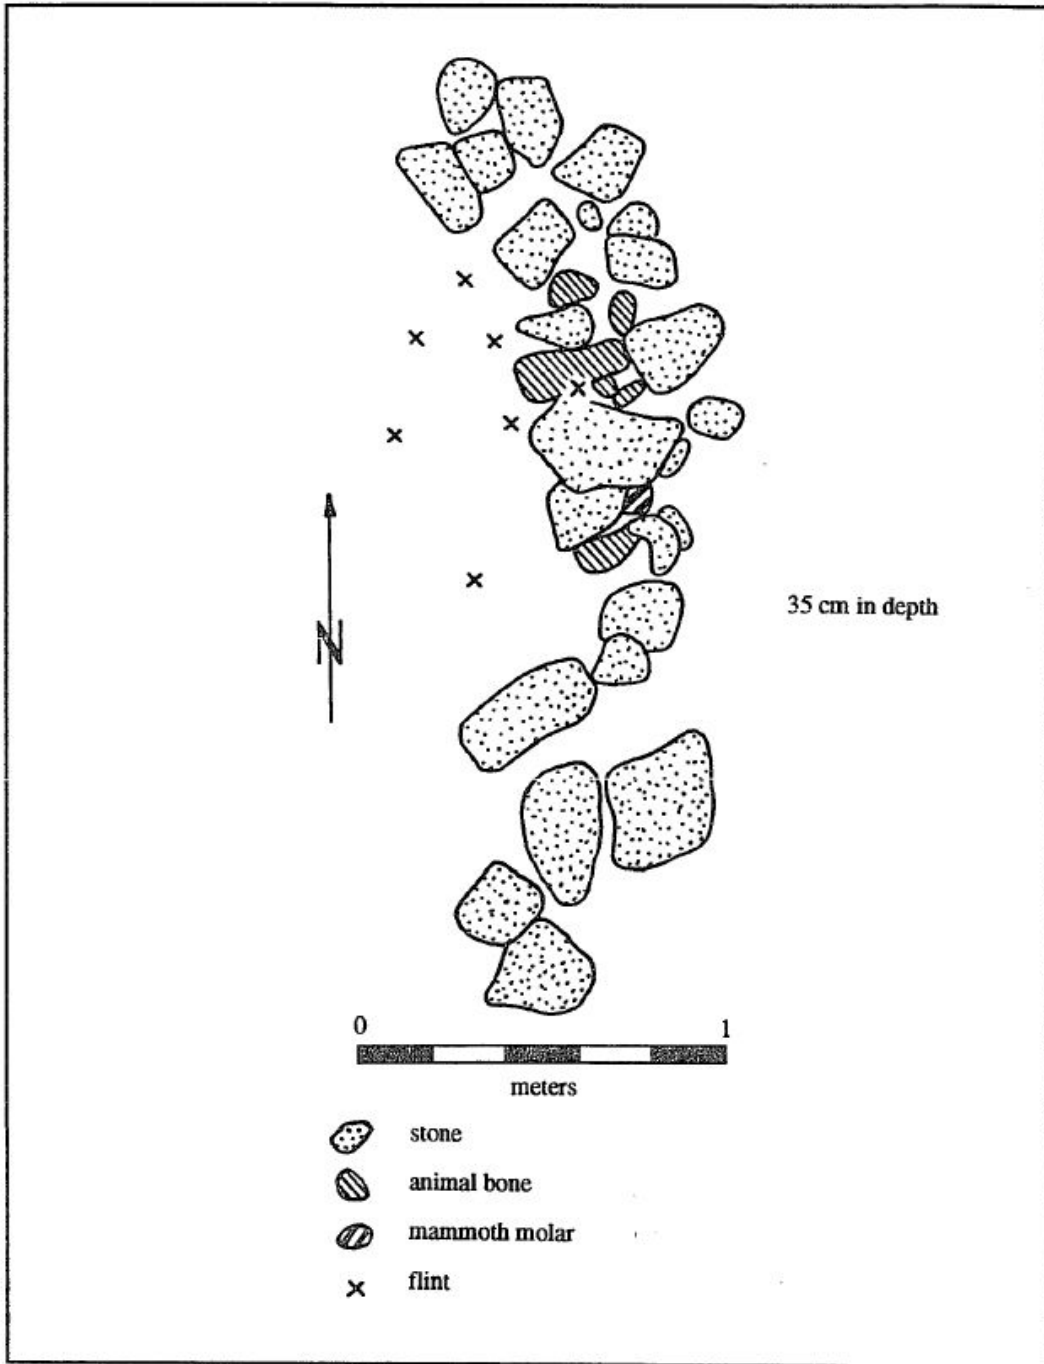 N
35 cm in depth
0 1
meters
stone
animal bone
mammoth molar
flint